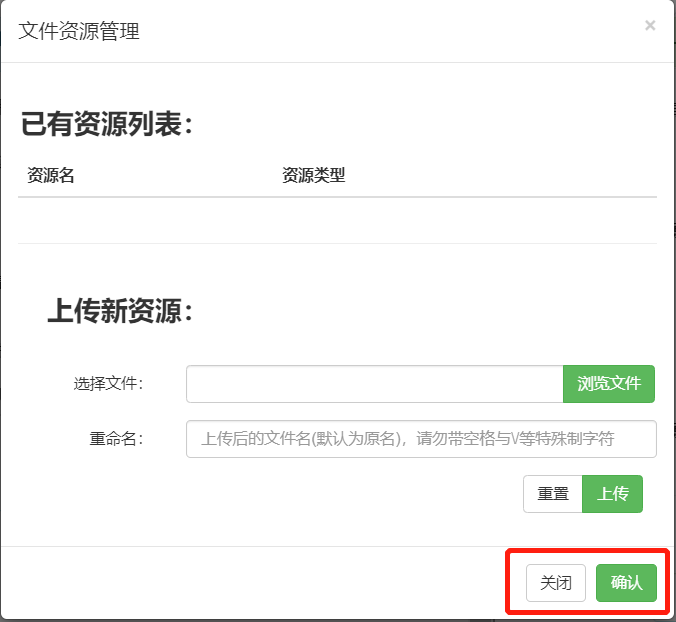 文件资源管理 ×
已有资源列表：
资源名 资源类型
上传新资源：
选择文件： 浏览文件
重命名： 上传后的文件名(默认为原名)，请勿带空格与\/等特殊制字符
重置 上传
关闭 确认